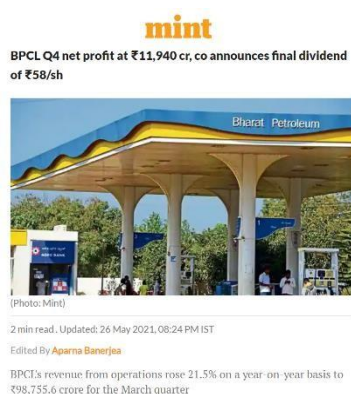 mint
BPCL Q4 net profit at ₹11,940 cr, co announces final dividend
of ₹58/sh
Bharat Petroleum
(Photo: Mint)
2 min read . Updated: 26 May 2021, 08:24 PM IST
Edited By Aparna Banerjea
BPCL's revenue from operations rose 21.5% on a year-on-year basis to
₹98,755.6 crore for the March quarter